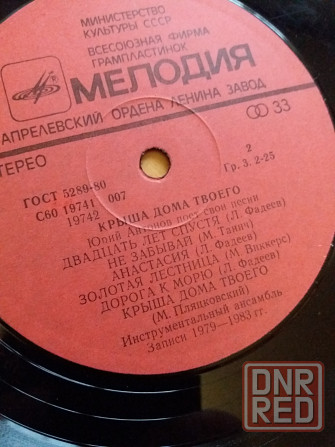 МИНИСТЕРСТВО
КУЛЬТУРЫ СССР
ВСЕСОЮЗНАЯ ФИРМА
ГРАМПЛАСТИНОК
МЕЛОДИЯ
АПРЕЛЕВСКИЙ ОРДЕНА ЛЕНИНА ЗАВОД
ТЕРЕО
33
ГОСТ 5289-80
2
С60 19741 007
Гр. 3. 2-25
19742
КРЫША ДОМА ТВОЕГО
Юрий Антонов поет свои песни
ДВАДЦАТЬ ЛЕТ СПУСТЯ (Л. Фадеев)
НЕ ЗАБЫВАЙ (М. Танич)
АНАСТАСИЯ (Л. Фадеев)
ЗОЛОТАЯ ЛЕСТНИЦА (М. Виккерс)
ДОРОГА К МОРЮ (Л. Фадеев)
КРЫША ДОМА ТВОЕГО
(М. Пляцковский)
Инструментальный ансамбль
Записи 1979—1983 гг.
DNR
RED